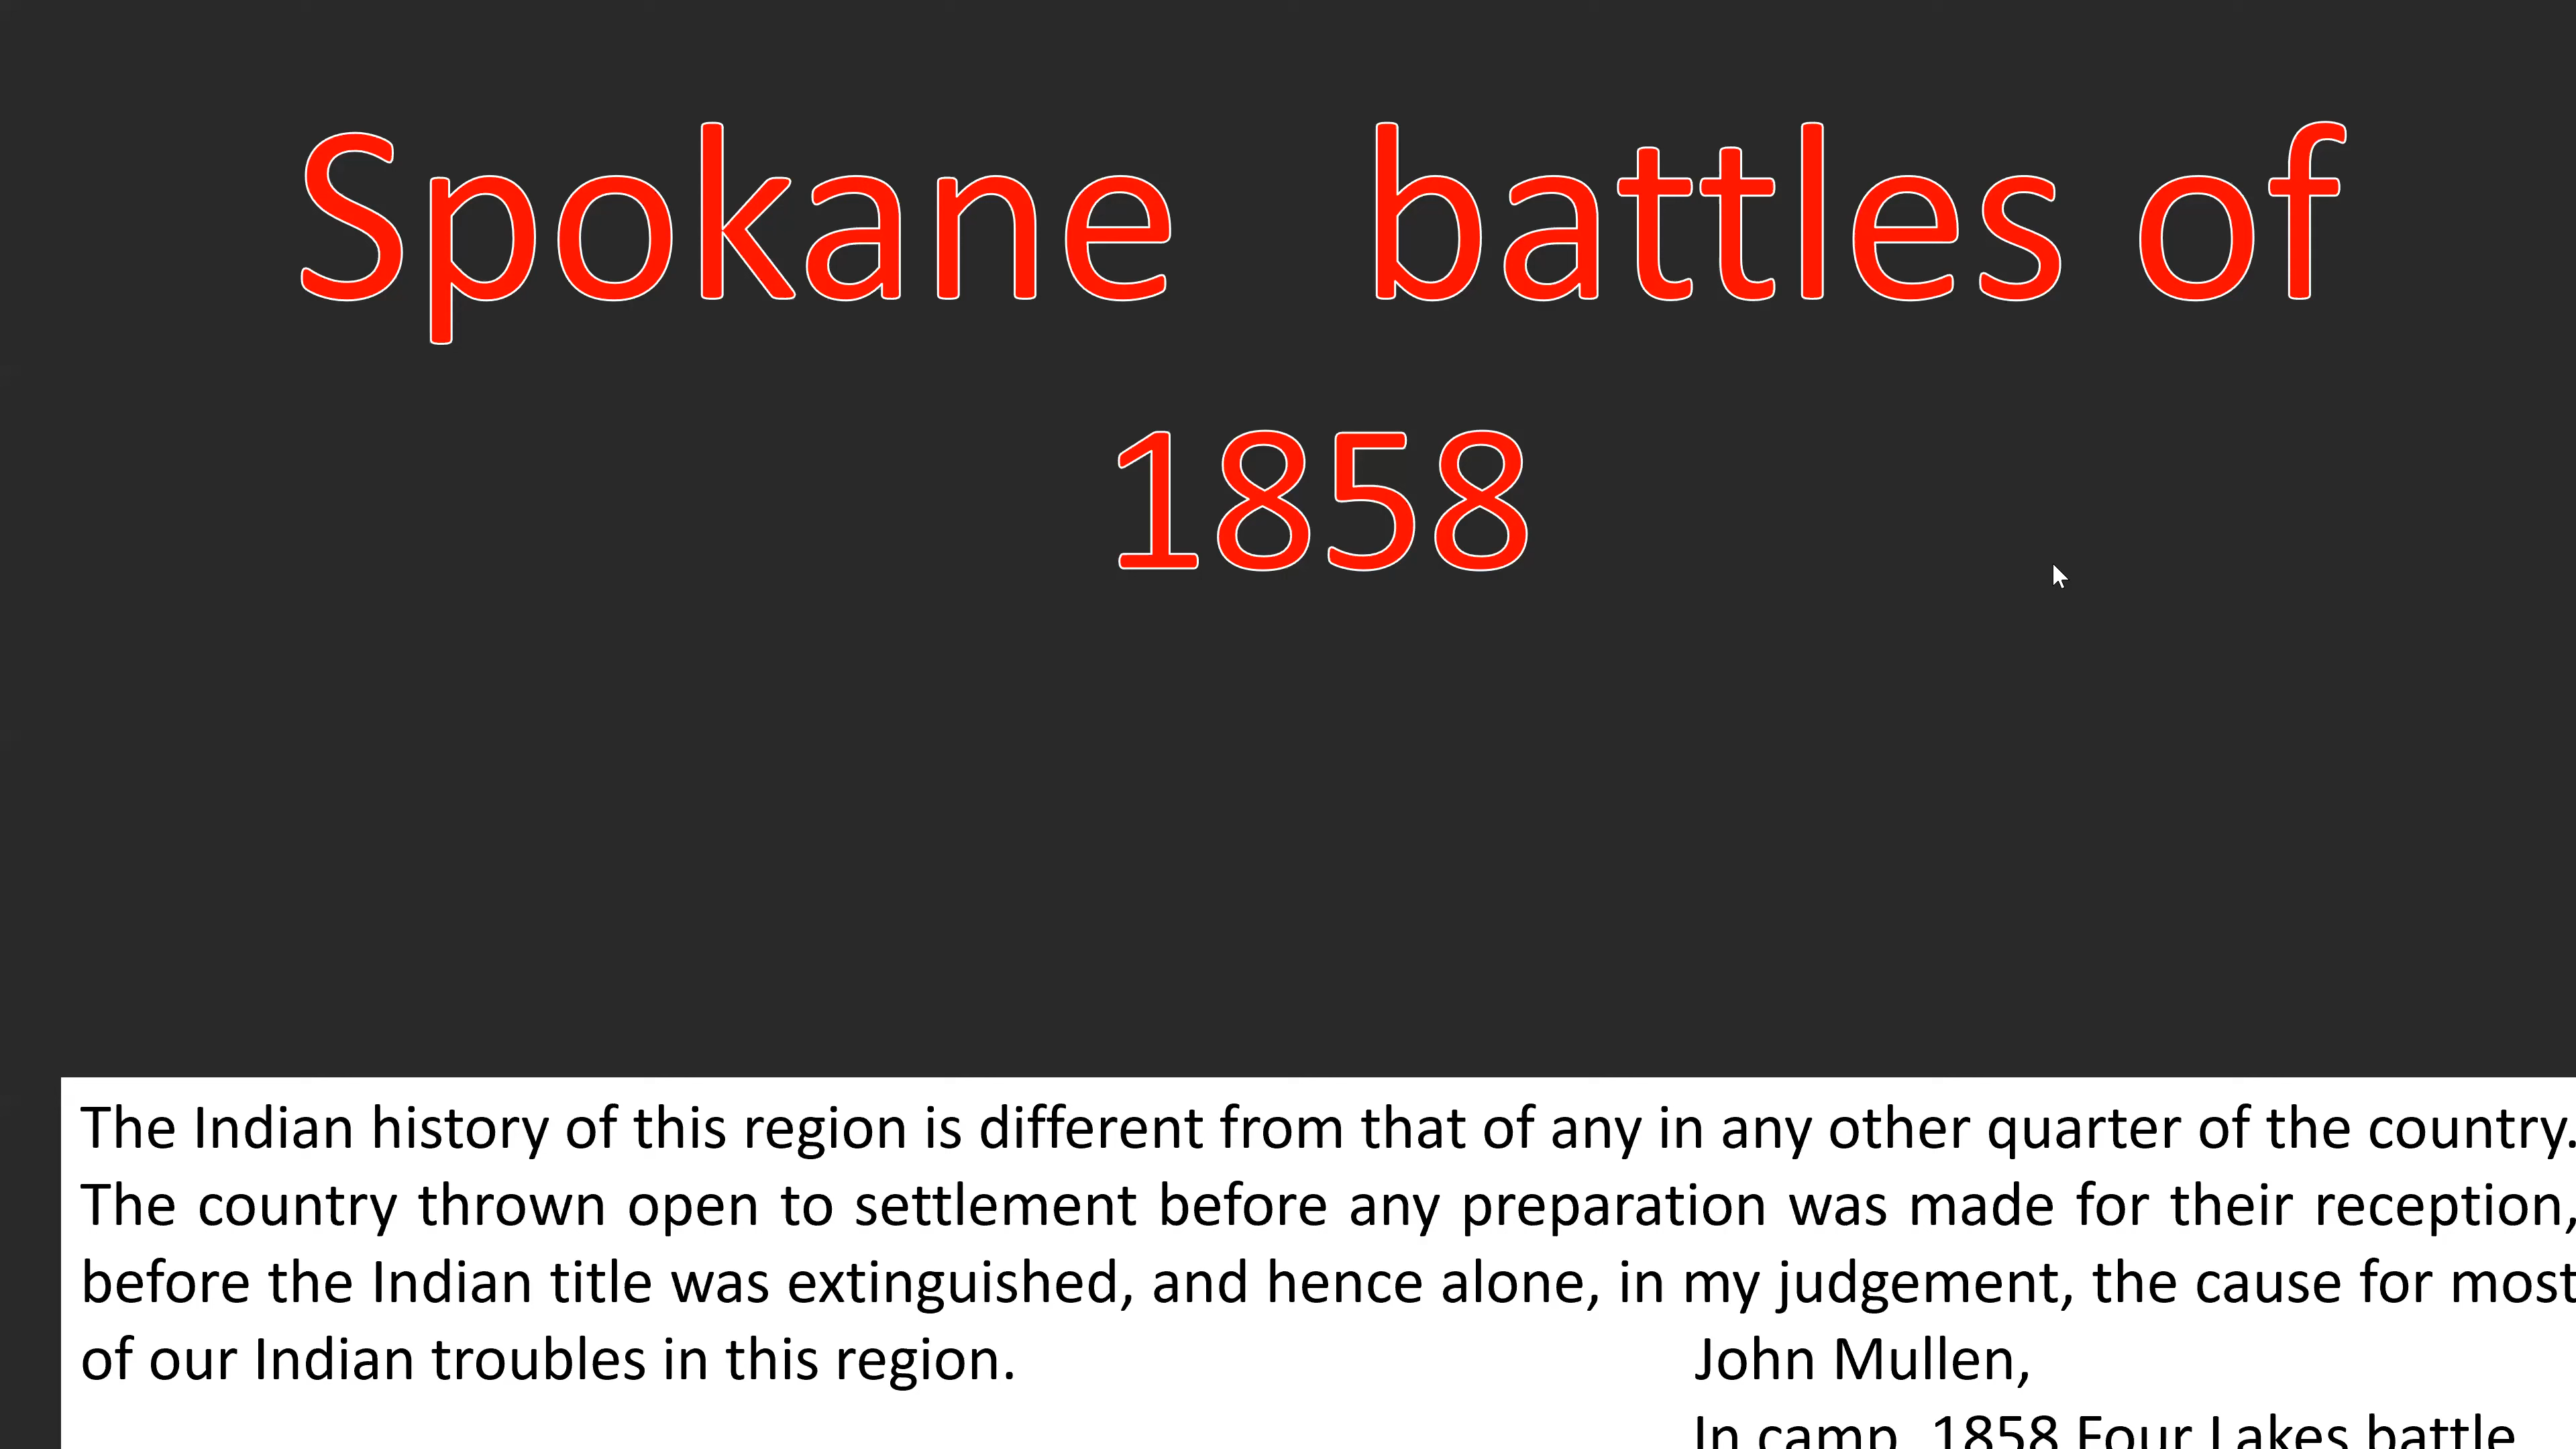 Spokane battles of
1858
The Indian history of this region is different from that of any in any other quarter of the country.
The country thrown open to settlement before any preparation was made for their reception,
before the Indian title was extinguished, and hence alone, in my judgement, the cause for most
of our Indian troubles in this region. John Mullen,
In camp, 1858 Four Lakes battle